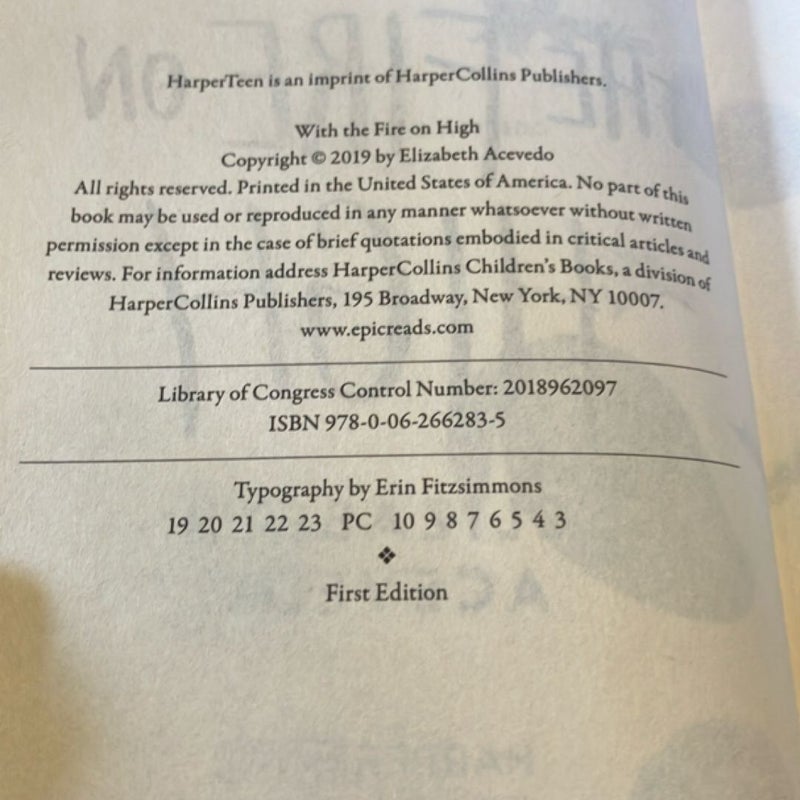 HarperTeen is an imprint of HarperCollins Publishers.
With the Fire on High
Copyright © 2019 by Elizabeth Acevedo
All rights reserved. Printed in the United States of America. No part of this
book may be used or reproduced in any manner whatsoever without written
permission except in the case of brief quotations embodied in critical articles and
reviews. For information address HarperCollins Children's Books, a division of
HarperCollins Publishers, 195 Broadway, New York, NY 10007.
www.epicreads.com
Library of Congress Control Number: 2018962097
ISBN 978-0-06-266283-5
Typography by Erin Fitzsimmons
19 20 21 22 23 PC 10 9 8 7 6 5 4 3
❖
First Edition